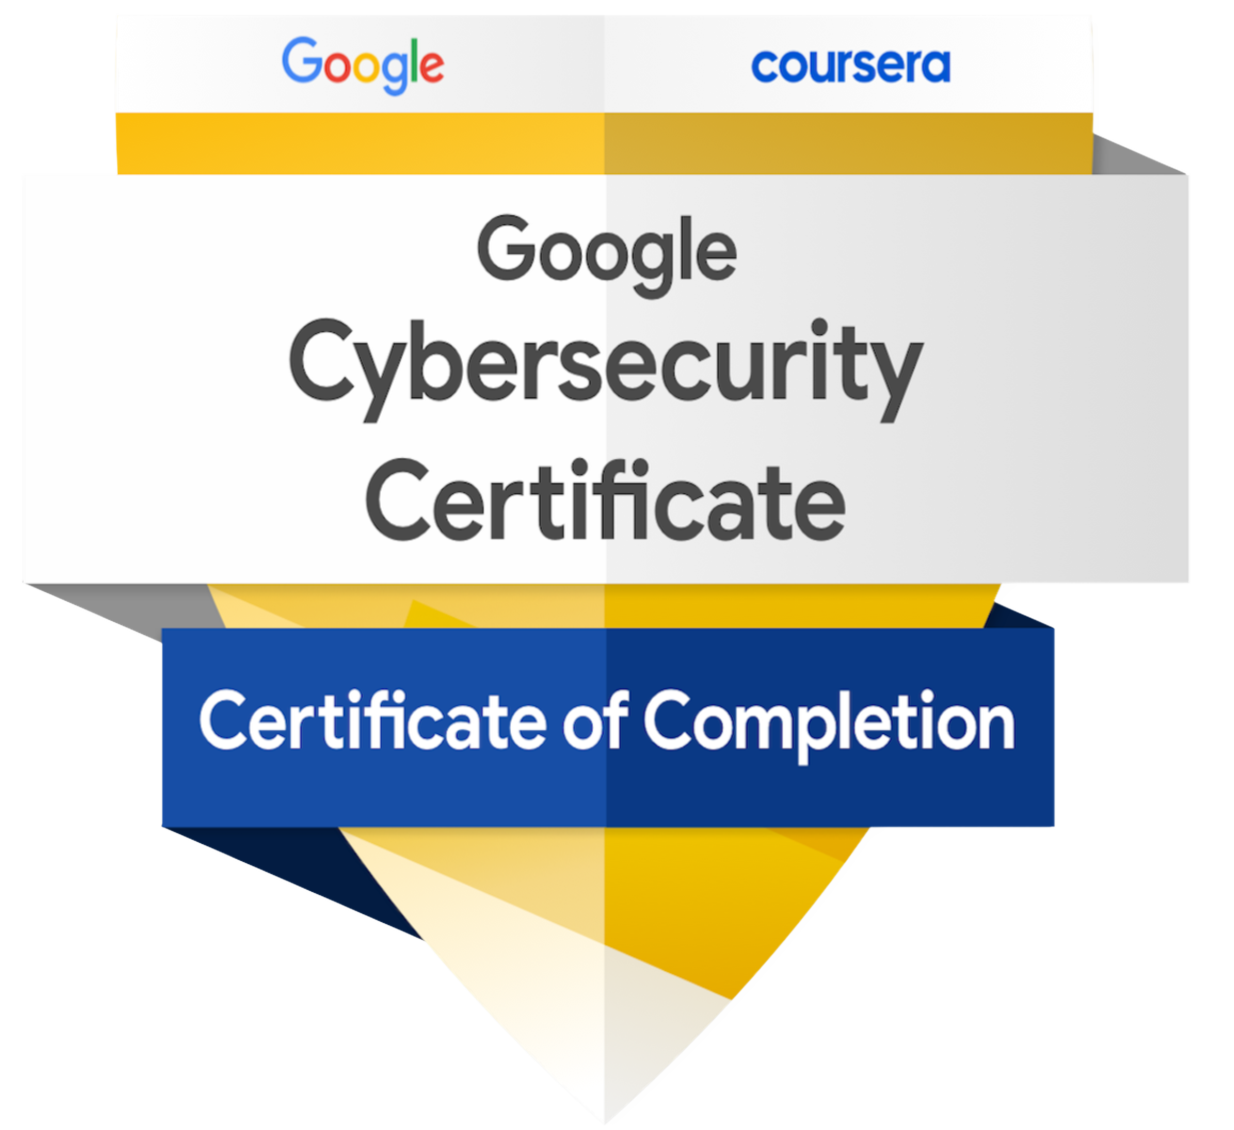 Google coursera
Google
Cybersecurity
Certificate
Certificate of Completion